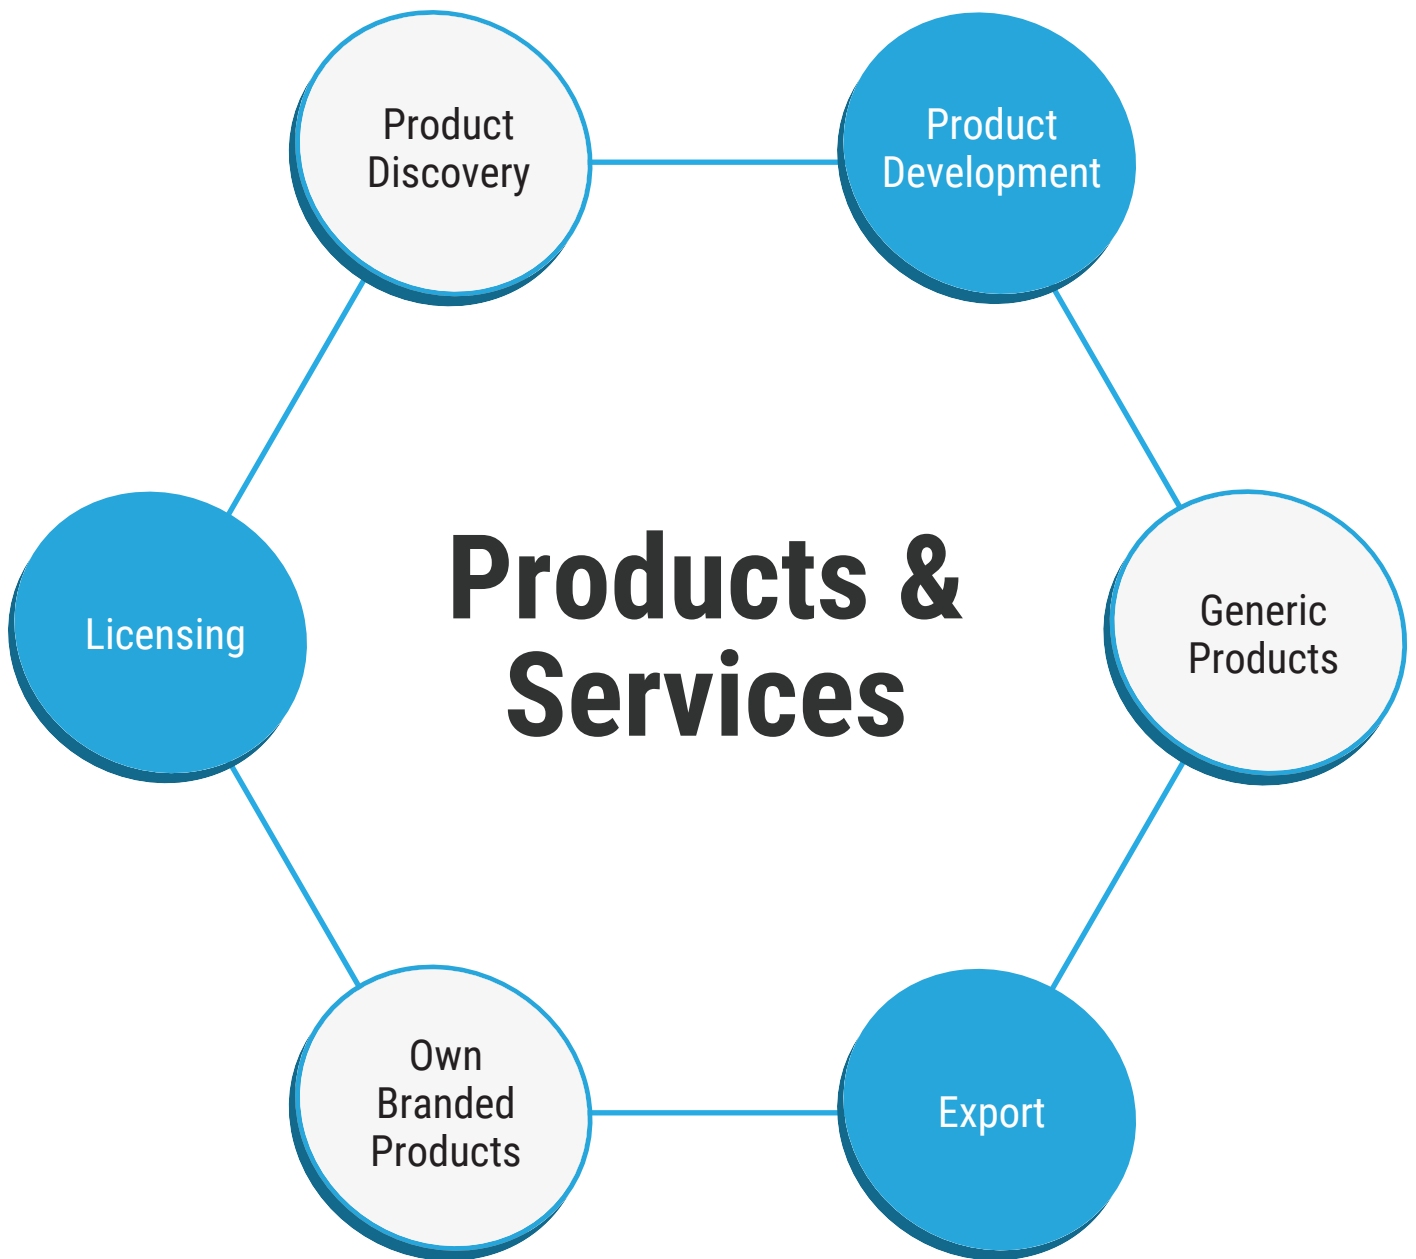 Product
Discovery
Product
Development
Licensing
Products &
Services
Generic
Products
Own
Branded
Products
Export